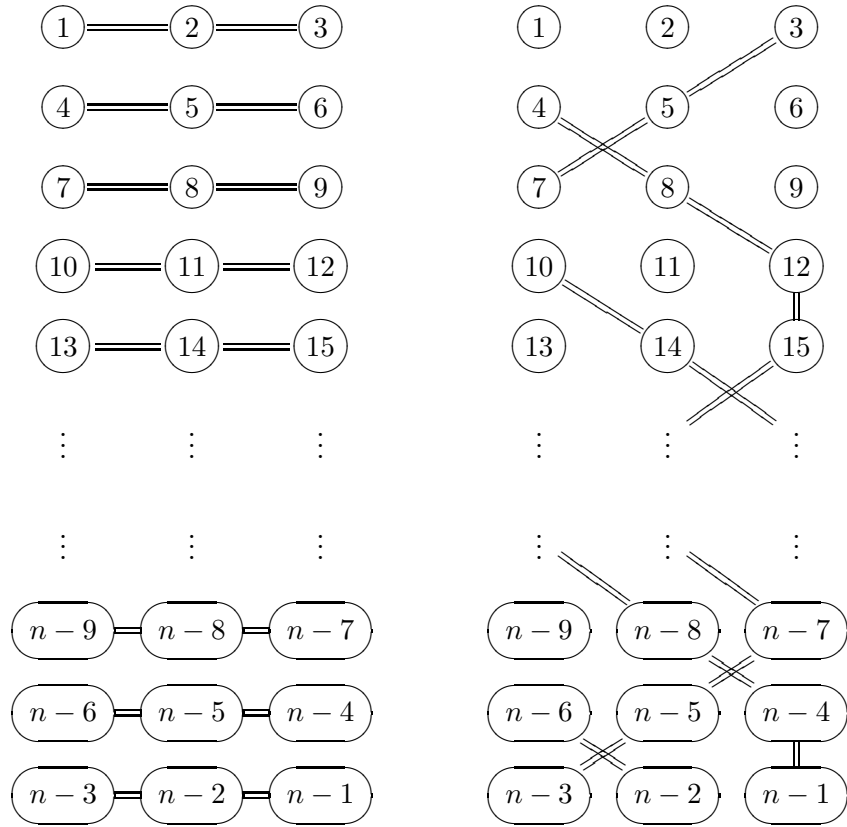 1 2 3 1 2 3
4 5 6 4 5 6
7 8 9 7 8 9
10 11 12 10 11 12
13 14 15 13 14 15
⋮ ⋮ ⋮ ⋮ ⋮ ⋮
⋮ ⋮ ⋮ ⋮ ⋮ ⋮
n − 9 n − 8 n − 7 n − 9 n − 8 n − 7
n − 6 n − 5 n − 4 n − 6 n − 5 n − 4
n − 3 n − 2 n − 1 n − 3 n − 2 n − 1